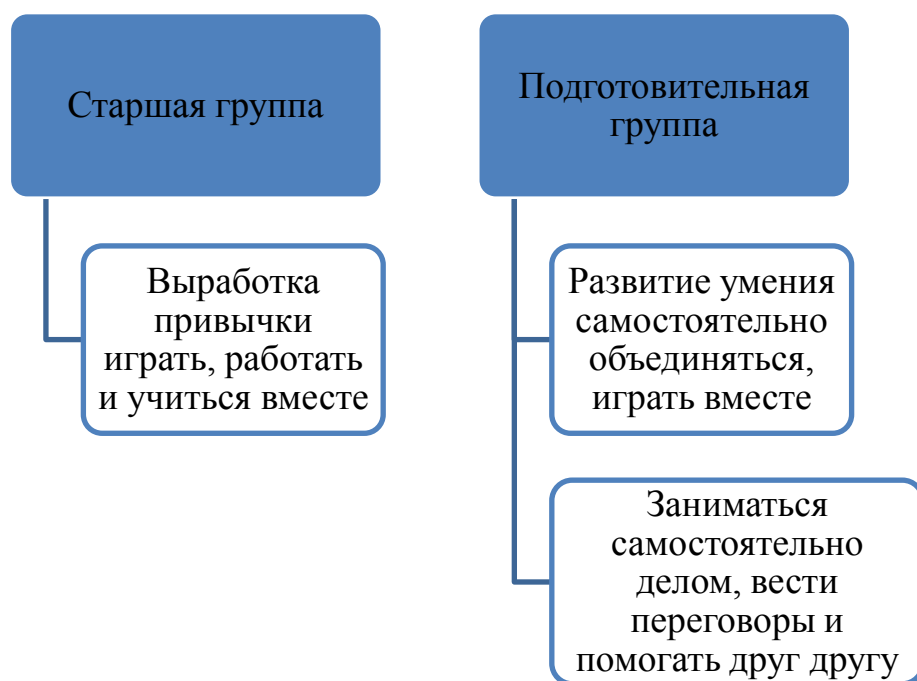 Старшая группа
Выработка
привычки
играть, работать
и учиться вместе
Подготовительная
группа
Развитие умения
самостоятельно
объединяться,
играть вместе
Заниматься
самостоятельно
делом, вести
переговоры и
помогать друг другу